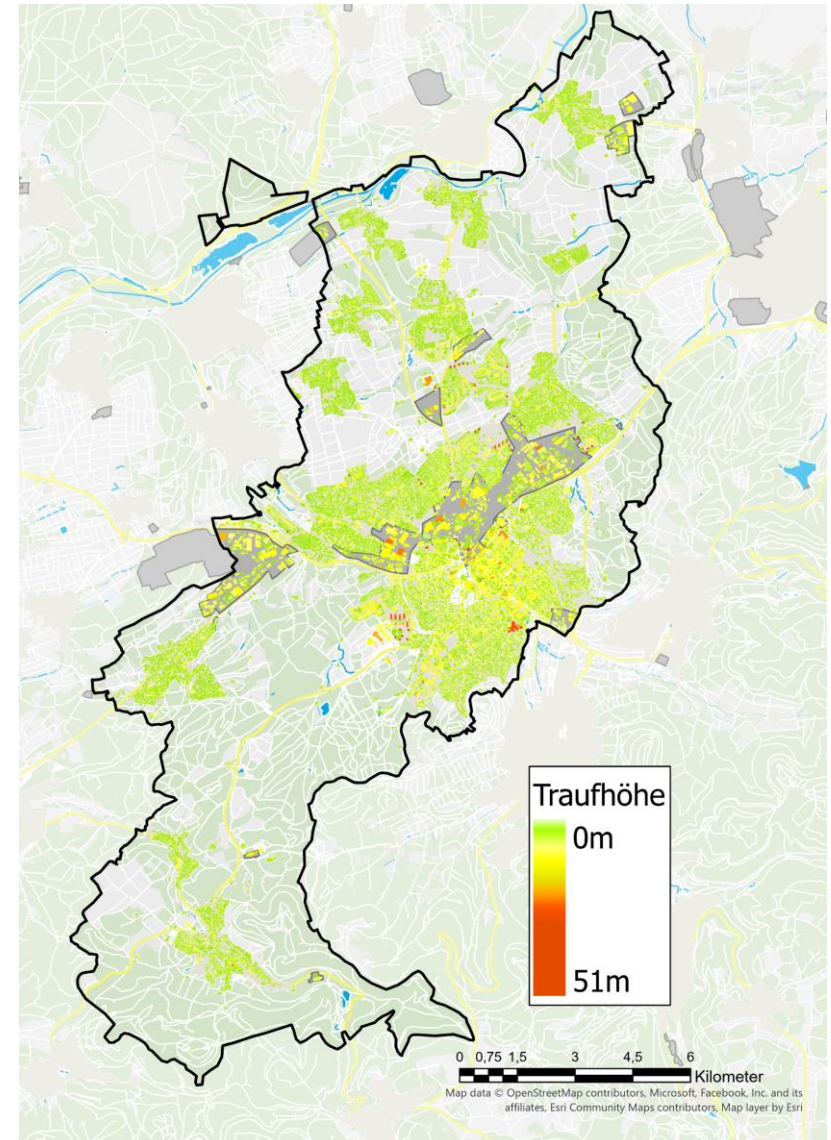 Traufhöhe
0m
51m
0 0,75 1,5 3 4,5 6
Kilometer
Map data © OpenStreetMap contributors, Microsoft, Facebook, Inc. and its
affiliates, Esri Community Maps contributors, Map layer by Esri